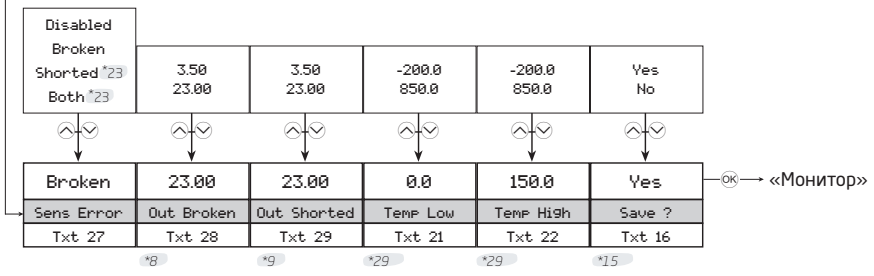 Disabled
Broken
Shorted *23
Both *23
3.50
23.00
3.50
23.00
-200.0
850.0
-200.0
850.0
Yes
No
Broken 23.00 23.00 0.0 150.0 Yes OK «Монитор»
Sens Error Out Broken Out Shorted Temp Low Temp High Save ?
Txt 27 Txt 28 Txt 29 Txt 21 Txt 22 Txt 16
*8 *9 *29 *29 *15